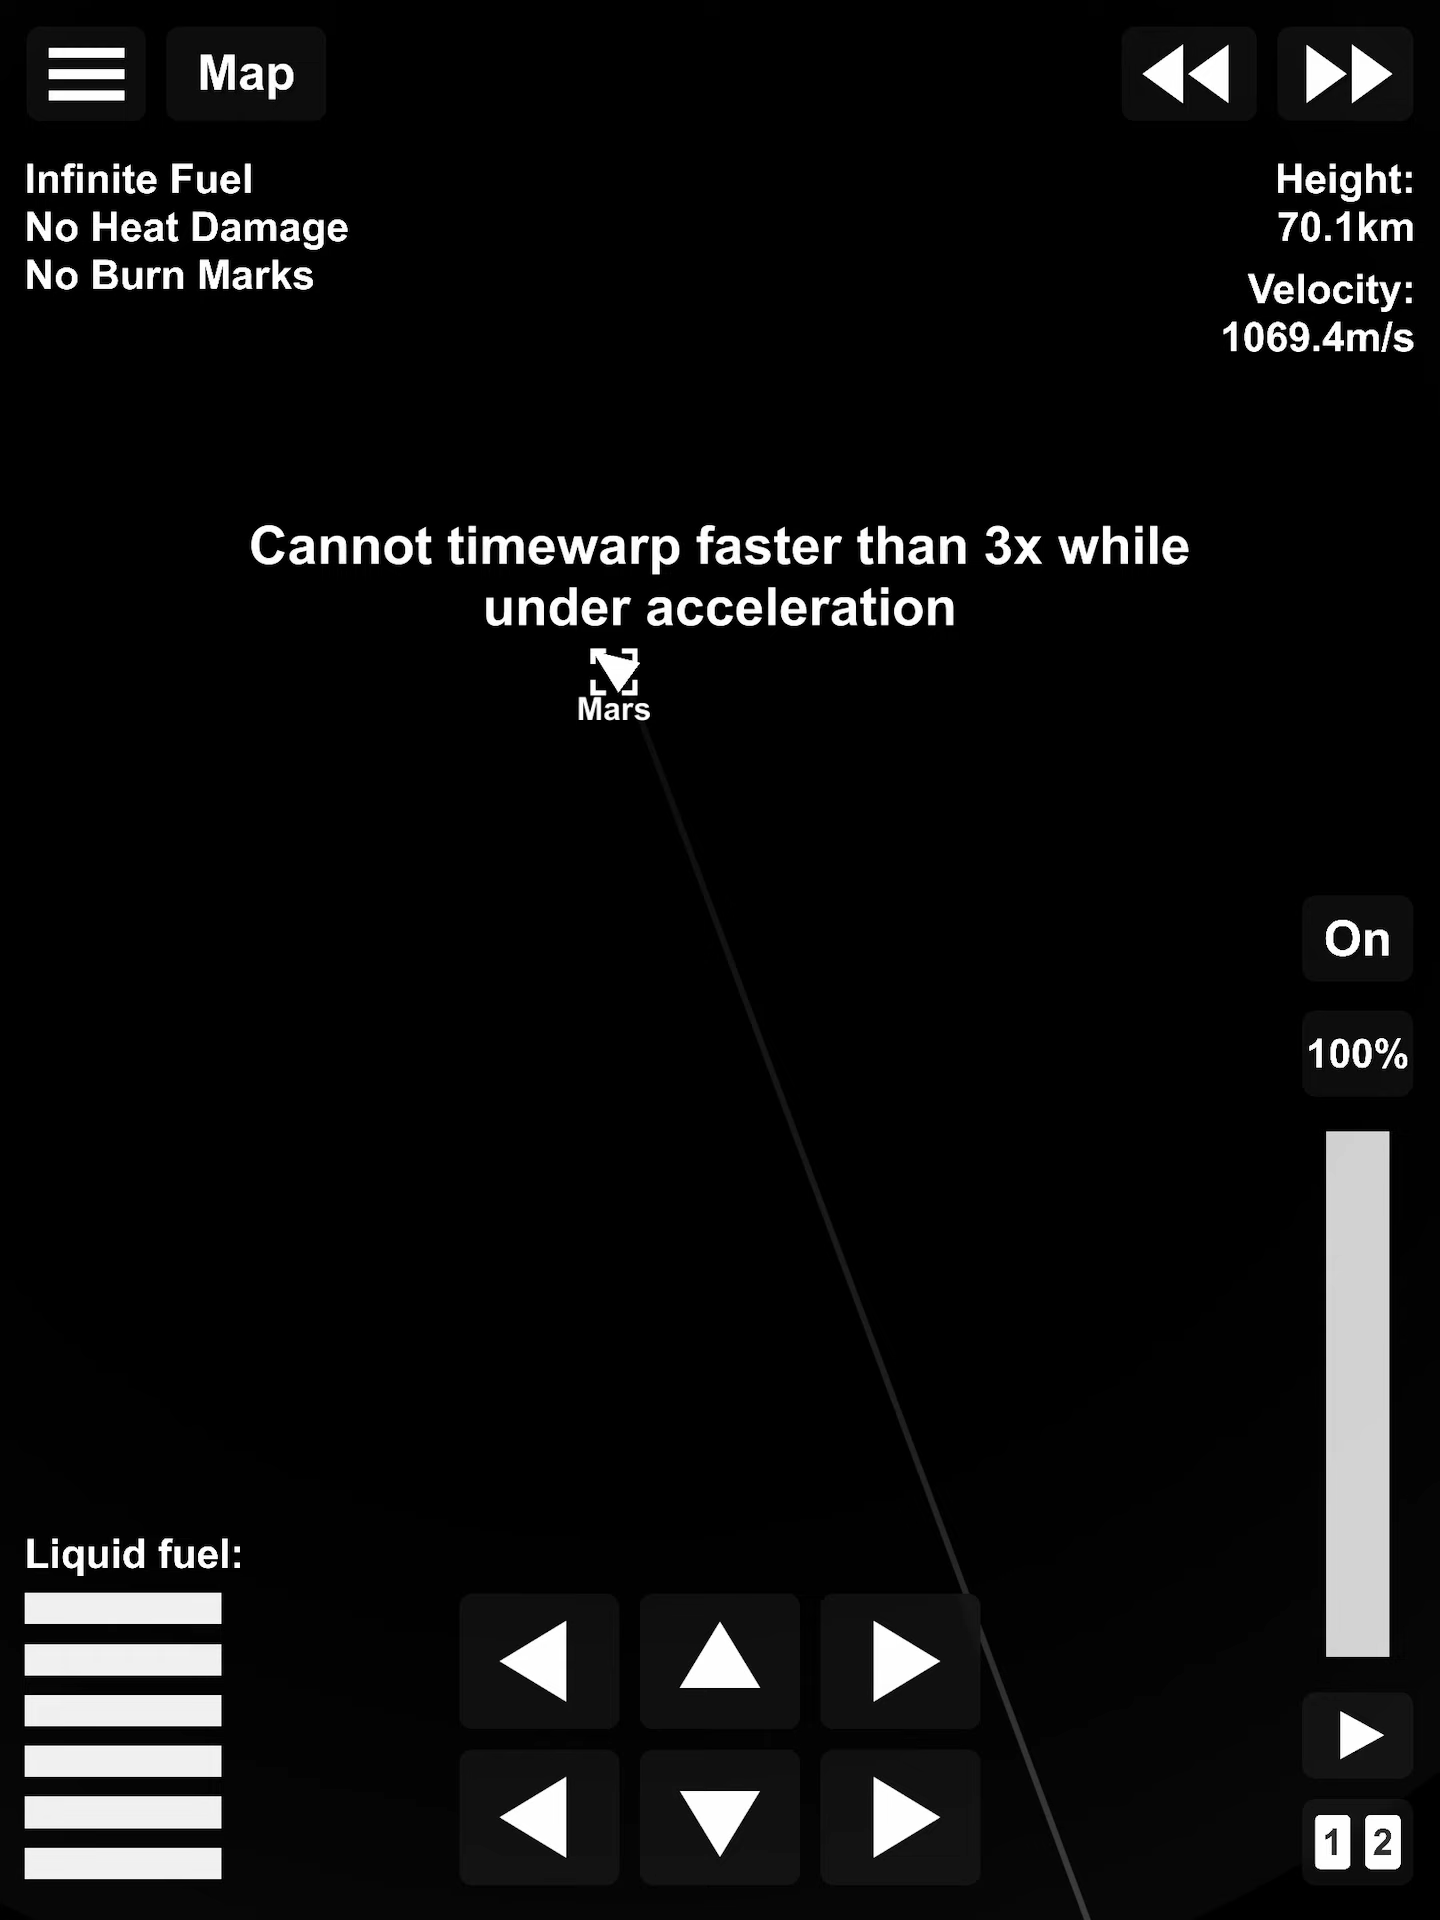 Map
Infinite Fuel
No Heat Damage
No Burn Marks
Height:
70.1km
Velocity:
1069.4m/s
Cannot timewarp faster than 3x while
under acceleration
Mars
On
100%
Liquid fuel:
1 2